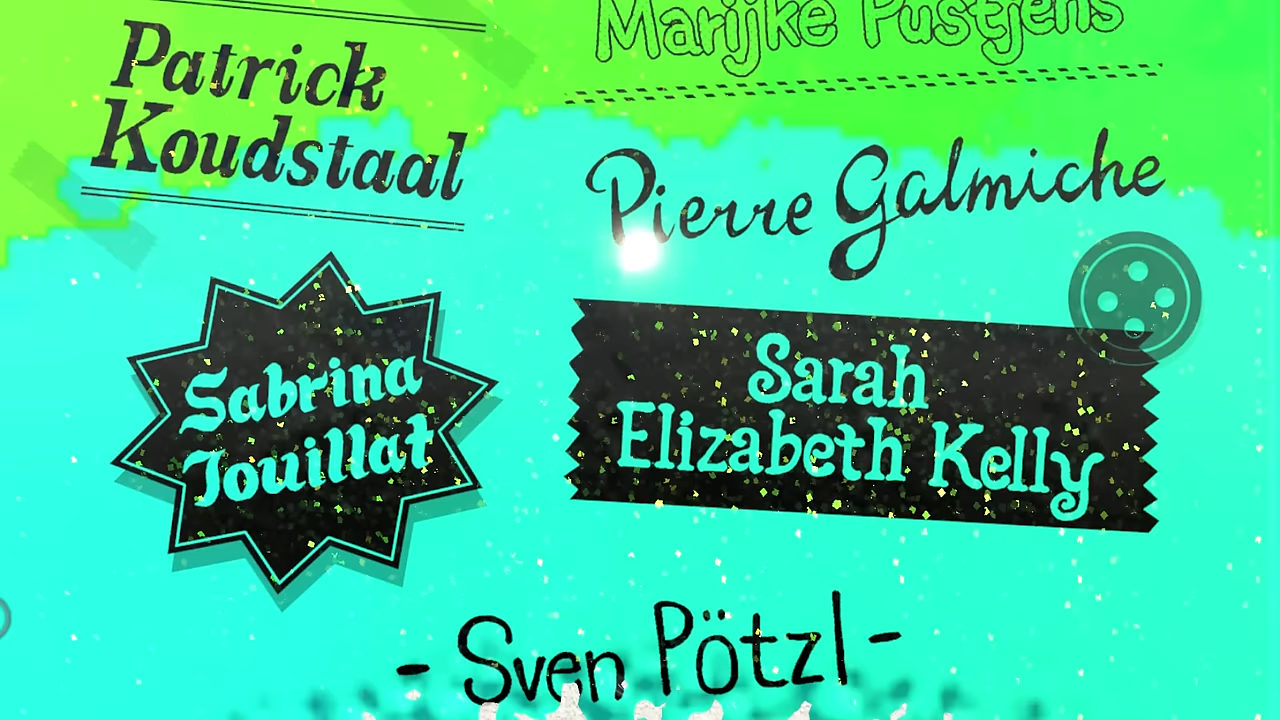 Marijke Pustjens
Patrick
Koudstaal
Pierre Galmiche
Sabrina
Jouillat
Sarah
Elizabeth Kelly
- Sven Pötzl -